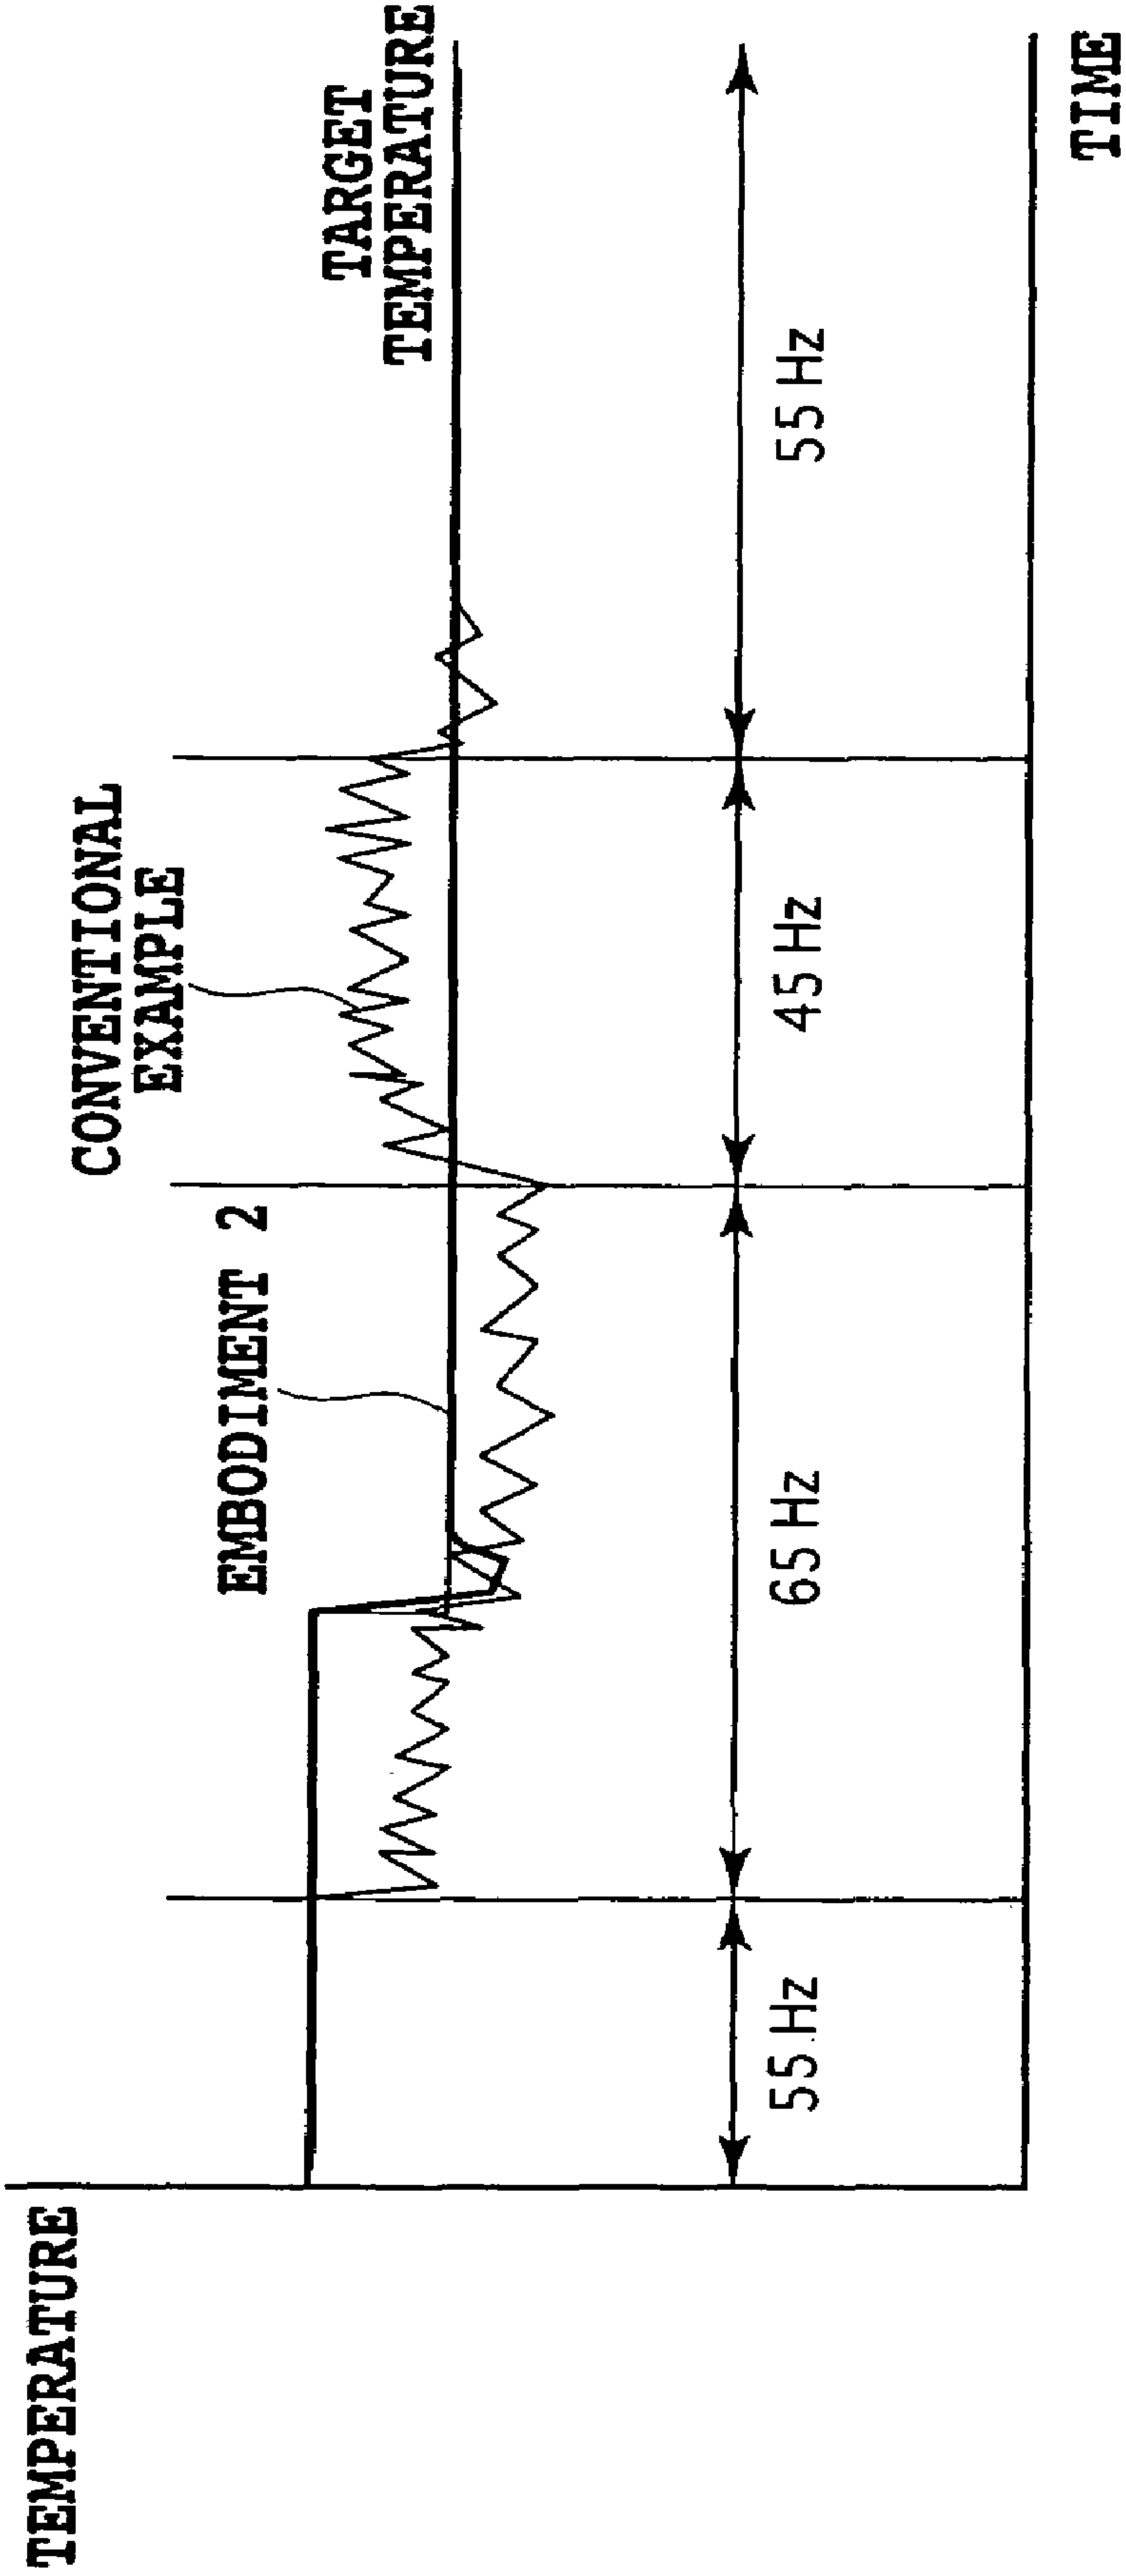 TEMPERATURE
CONVENTIONAL
EXAMPLE
EMBODIMENT 2
TARGET
TEMPERATURE
55 Hz
65 Hz
45 Hz
55 Hz
TIME